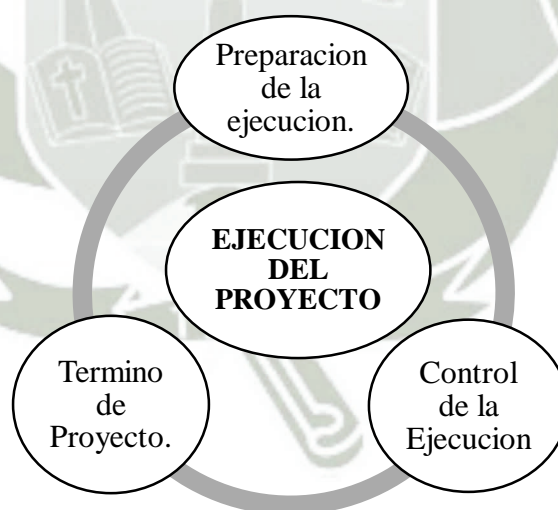 Preparacion
de la
ejecucion.
EJECUCION
DEL
PROYECTO
Termino
de
Proyecto.
Control
de la
Ejecucion